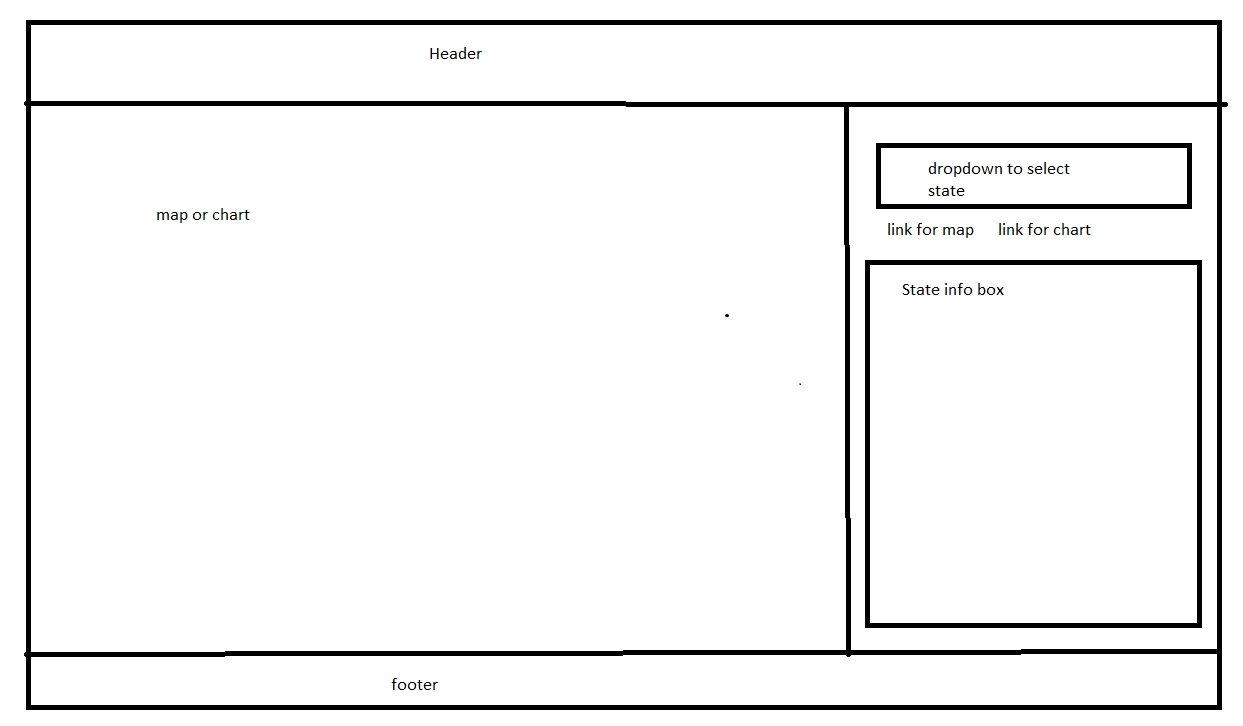 Header
map or chart
dropdown to select
state
link for map link for chart
State info box
footer